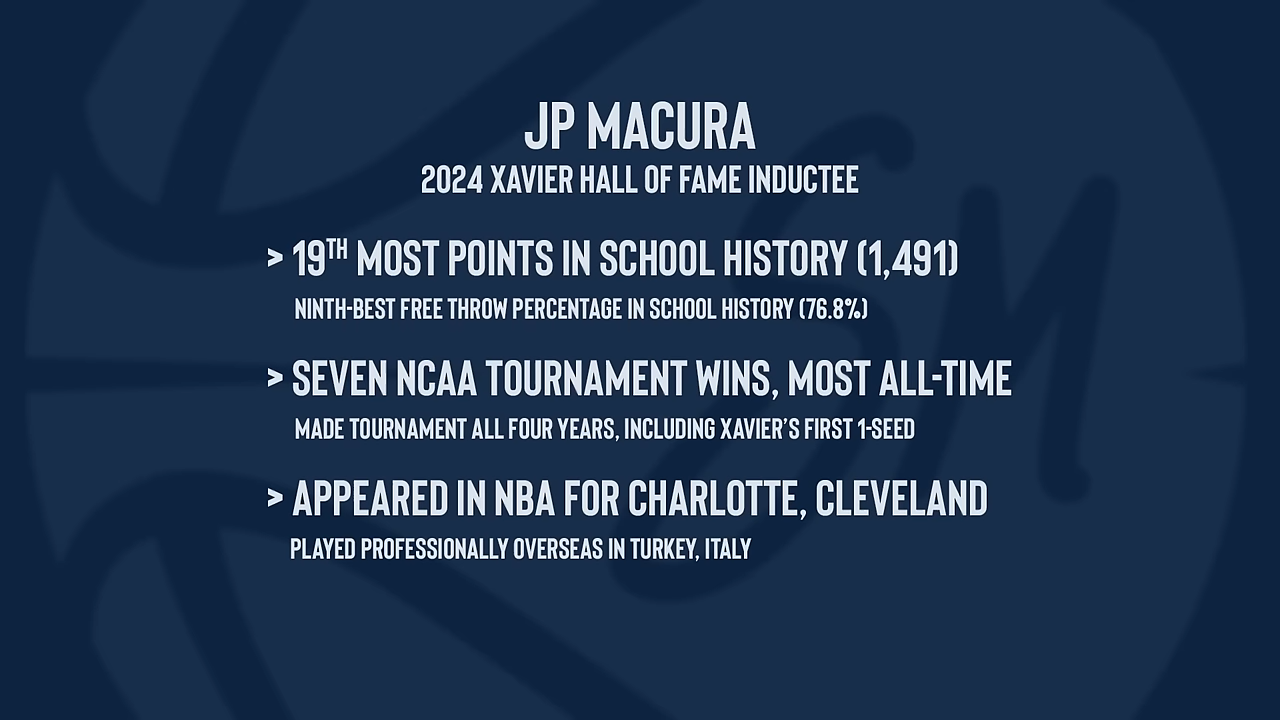 JP MACURA
2024 XAVIER HALL OF FAME INDUCTEE
> 19TH MOST POINTS IN SCHOOL HISTORY (1,491)
NINTH-BEST FREE THROW PERCENTAGE IN SCHOOL HISTORY (76.8%)
> SEVEN NCAA TOURNAMENT WINS, MOST ALL-TIME
MADE TOURNAMENT ALL FOUR YEARS, INCLUDING XAVIER'S FIRST 1-SEED
> APPEARED IN NBA FOR CHARLOTTE, CLEVELAND
PLAYED PROFESSIONALLY OVERSEAS IN TURKEY, ITALY
SM